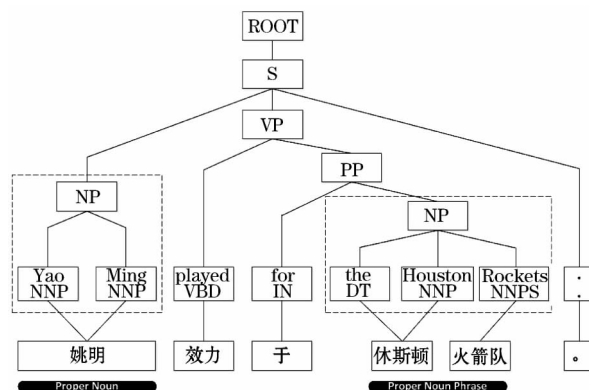 ROOT
S
VP
PP
NP
NP
Yao
NNP
Ming
NNP
played
VBD
for
IN
the
DT
Houston
NNP
Rockets
NNPS
.
.
姚明
效力
于
休斯顿
火箭队
。
Proper Noun
Proper Noun Phrase